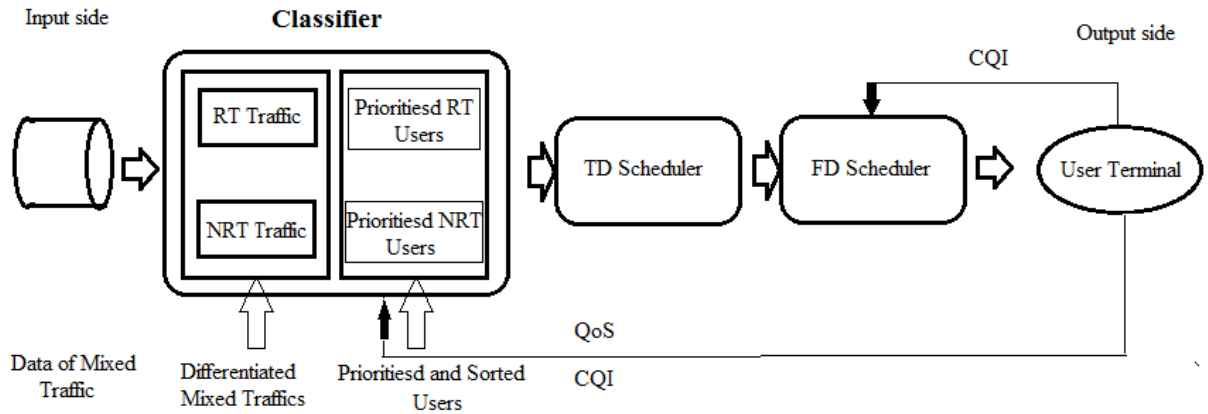 Input side
Classifier
Output side
CQI
RT Traffic
Prioritiesd RT
Users
TD Scheduler
FD Scheduler
User Terminal
NRT Traffic
Prioritiesd NRT
Users
QoS
CQI
Data of Mixed
Traffic
Differentiated
Mixed Traffics
Prioritiesd and Sorted
Users